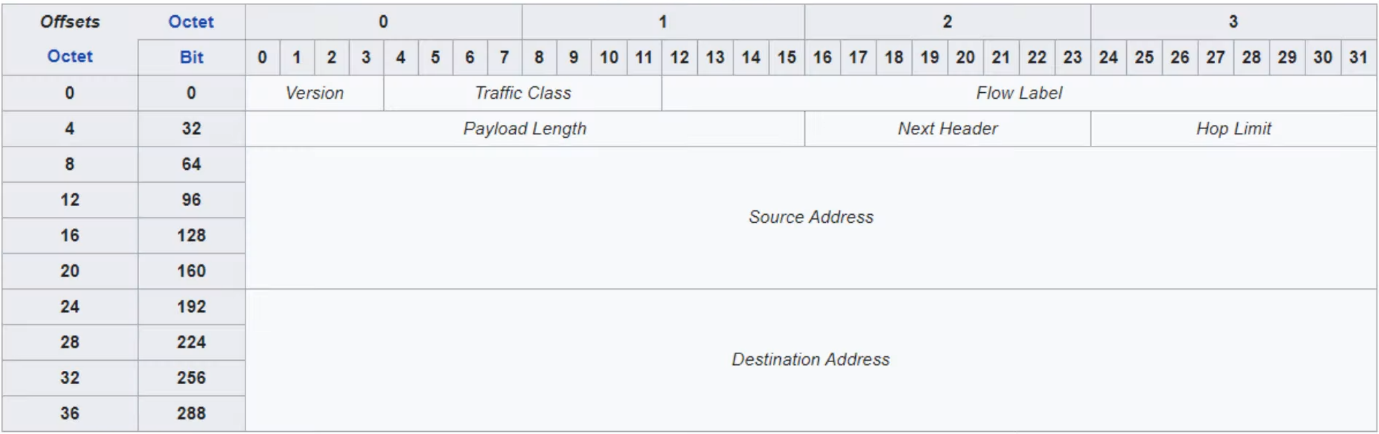 Offsets Octet 0 1 2 3
Octet Bit 0 1 2 3 4 5 6 7 8 9 10 11 12 13 14 15 16 17 18 19 20 21 22 23 24 25 26 27 28 29 30 31
0 0 Version Traffic Class Flow Label
4 32 Payload Length Next Header Hop Limit
8 64
12 96
Source Address
16 128
20 160
24 192
28 224
Destination Address
32 256
36 288